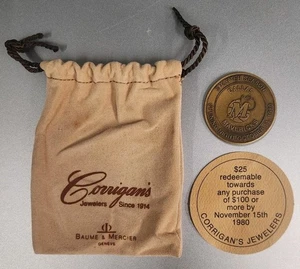 Corrigan's
Jewelers Since 1914
BAUME & MERCIER
GENEVE
$25
redeemable
towards
any purchase
of $100 or
more by
November 15th
1980
CORRIGAN'S JEWELERS